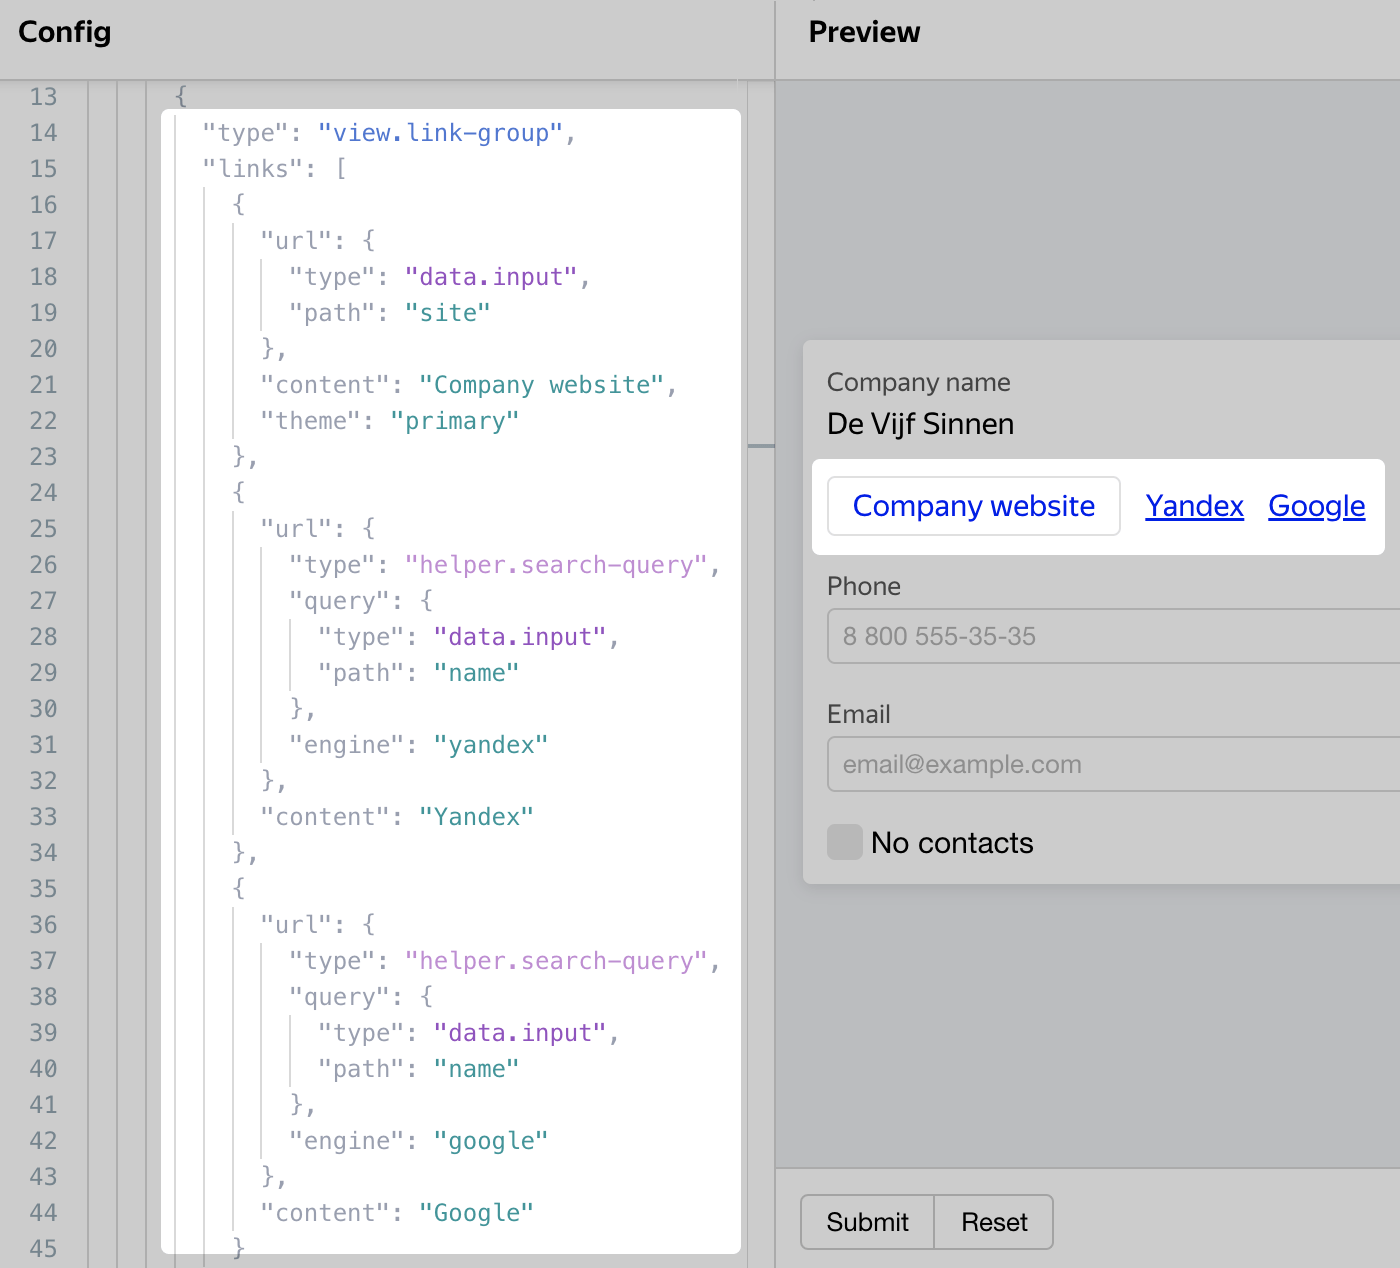 Config
13 {
14 "type": "view.link-group",
15 "links": [
16 {
17 "url": {
18 "type": "data.input",
19 "path": "site"
20 },
21 "content": "Company website",
22 "theme": "primary"
23 },
24 {
25 "url": {
26 "type": "helper.search-query",
27 "query": {
28 "type": "data.input",
29 "path": "name"
30 },
31 "engine": "yandex"
32 },
33 "content": "Yandex"
34 },
35 {
36 "url": {
37 "type": "helper.search-query",
38 "query": {
39 "type": "data.input",
40 "path": "name"
41 },
42 "engine": "google"
43 },
44 "content": "Google"
45 }
Preview
Company name
De Vijf Sinnen
Company website Yandex Google
Phone
8 800 555-35-35
Email
email@example.com
No contacts
Submit Reset